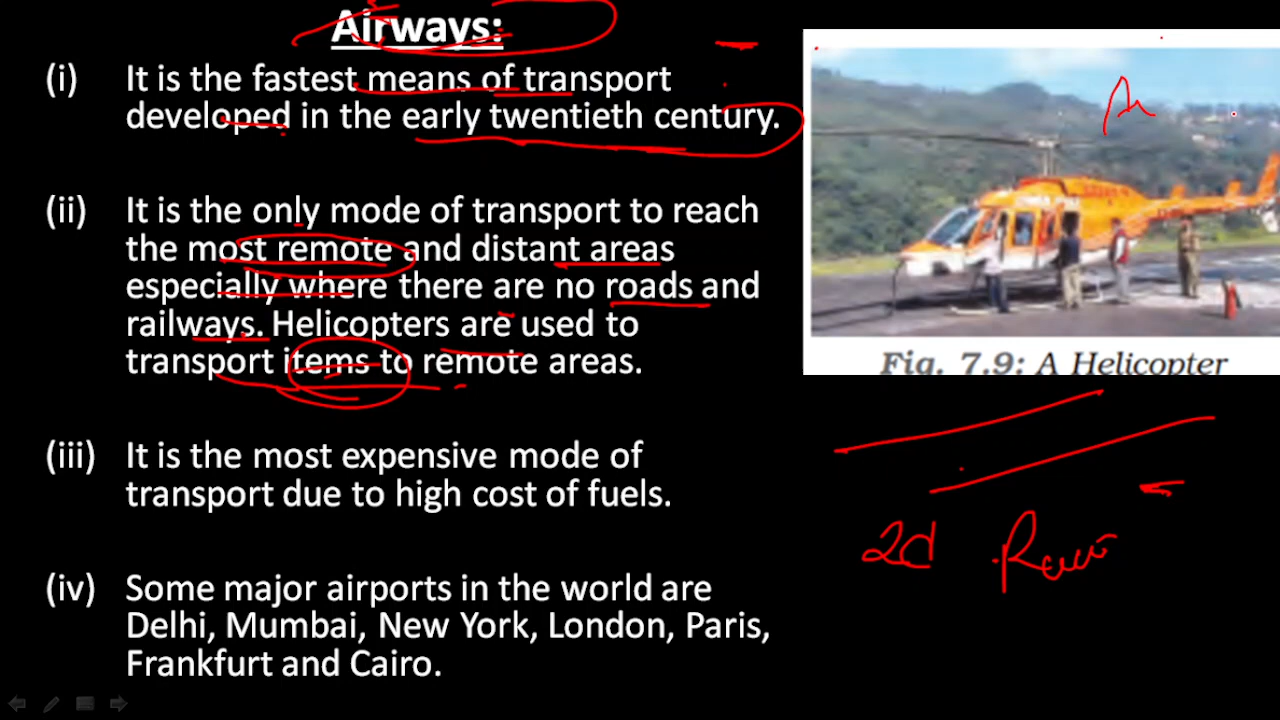 Airways:
(i) It is the fastest means of transport
developed in the early twentieth century.
(ii) It is the only mode of transport to reach
the most remote and distant areas
especially where there are no roads and
railways. Helicopters are used to
transport items to remote areas.
(iii) It is the most expensive mode of
transport due to high cost of fuels.
(iv) Some major airports in the world are
Delhi, Mumbai, New York, London, Paris,
Frankfurt and Cairo.
Fig. 7.9: A Helicopter
2d